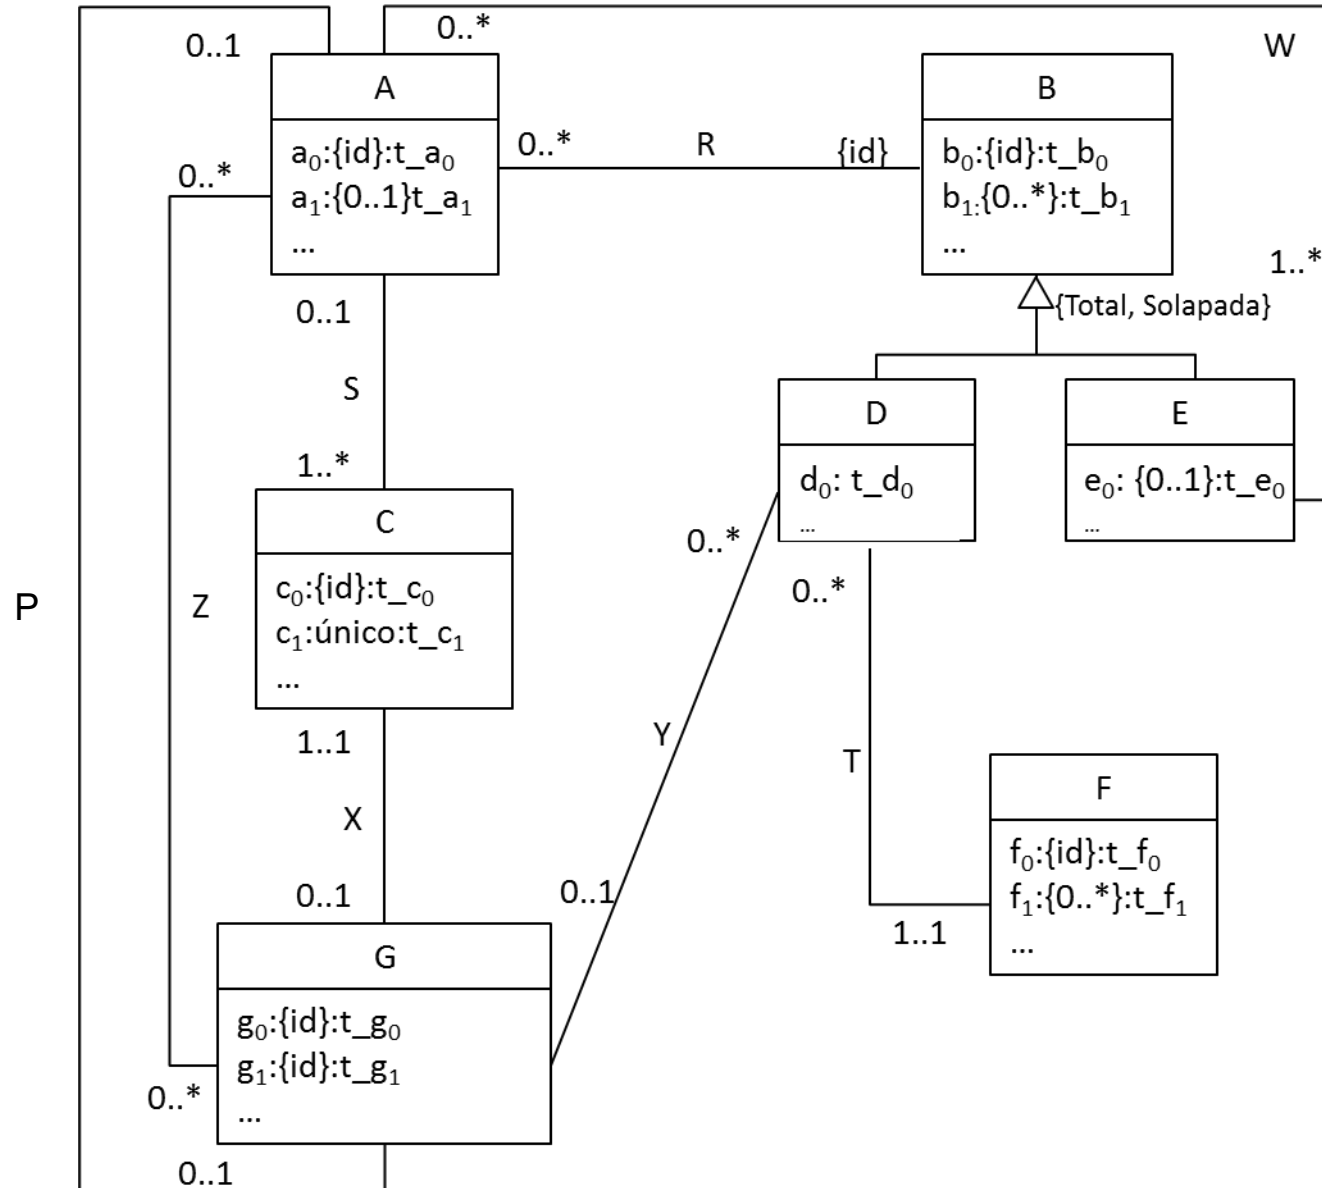 0..1
0..*
W
A
a₀:{id}:t_a₀
a₁:{0..1}t_a₁
...
0..*
R
{id}
B
b₀:{id}:t_b₀
b₁:{0..*}:t_b₁
...
0..*
1..*
0..1
{Total, Solapada}
S
D
d₀: t_d₀
...
E
e₀: {0..1}:t_e₀
...
1..*
C
c₀:{id}:t_c₀
c₁:único:t_c₁
...
0..*
0..*
P
Z
1..1
Y
T
X
F
f₀:{id}:t_f₀
f₁:{0..*}:t_f₁
...
0..1
0..1
1..1
G
g₀:{id}:t_g₀
g₁:{id}:t_g₁
...
0..*
0..1